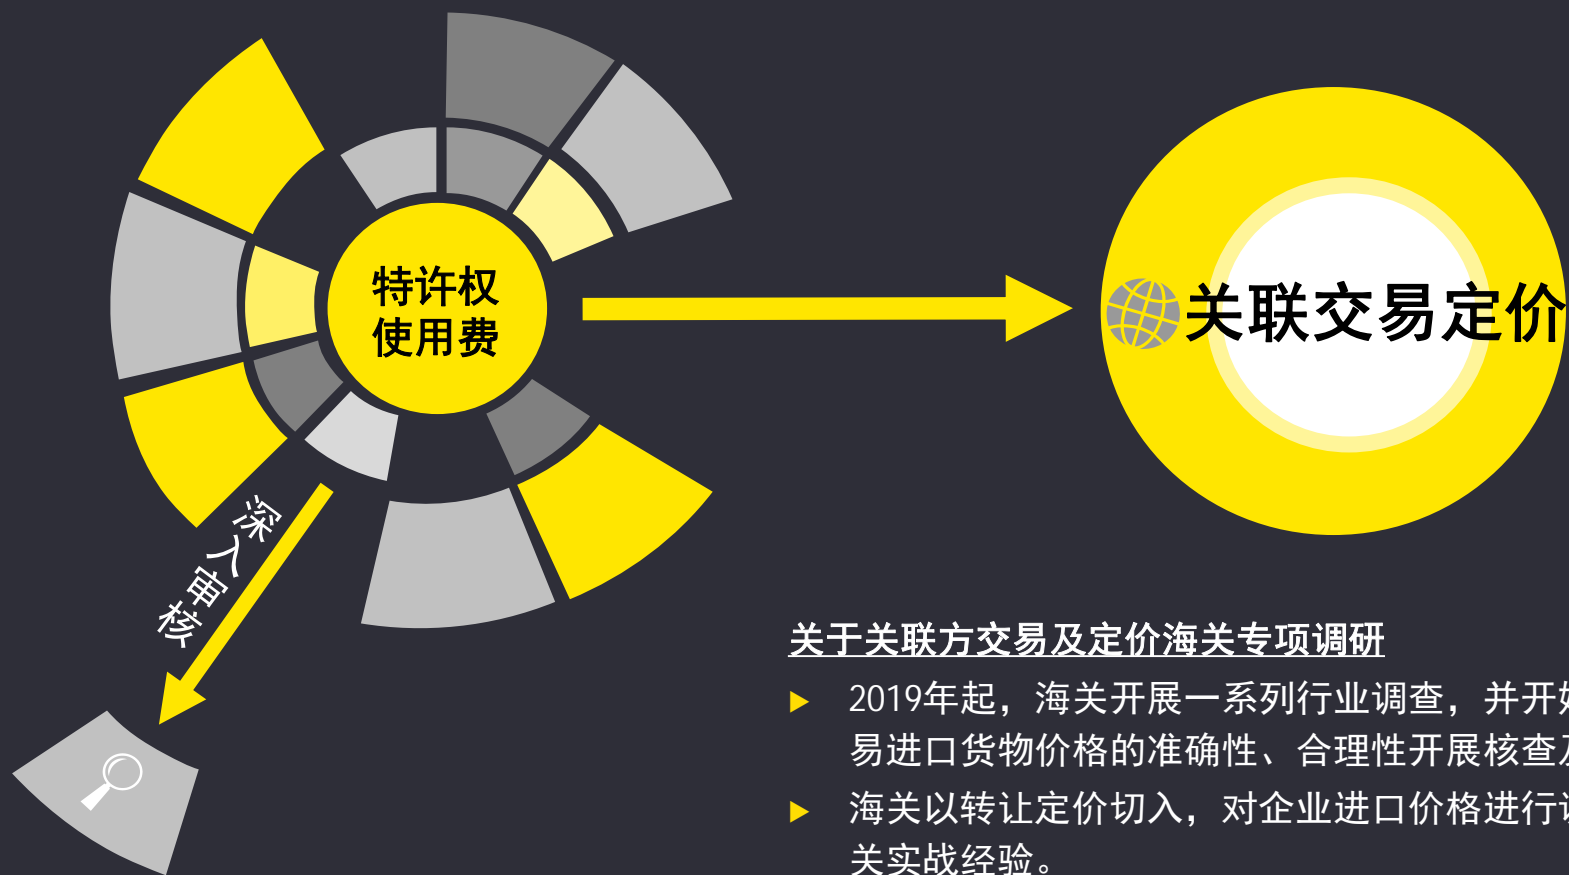 特许权
使用费
关联交易定价
深入审核
关于关联方交易及定价海关专项调研
2019年起，海关开展一系列行业调查，并开
易进口货物价格的准确性、合理性开展核查
海关以转让定价切入，对企业进口价格进行
关实战经验。